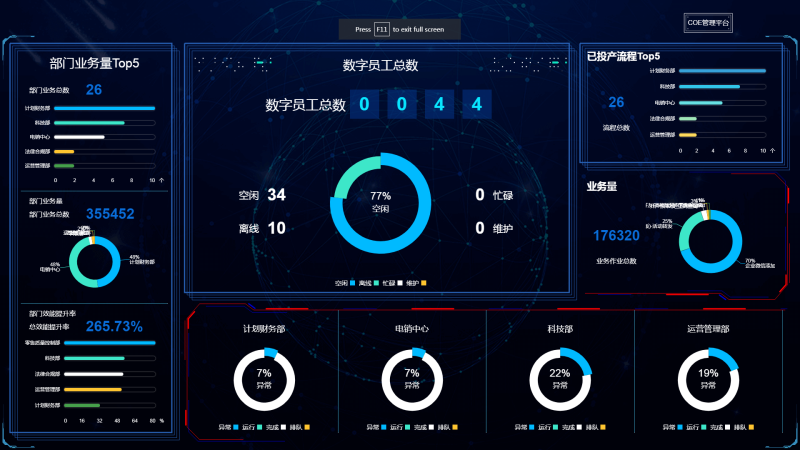 Press F11 to exit full screen
COE管理平台
部门业务量Top5
部门业务总数 26
计划财务部
科技部
电销中心
法律合规部
运营管理部
0 2 4 6 8 10 个
部门业务量
部门业务总数 355452
48%
计划财务部
45%
电销中心
部门效能提升率
总效能提升率 265.73%
零售质量控制部
科技部
法律合规部
运营管理部
计划财务部
0 16 32 48 64 80 %
数字员工总数
数字员工总数 0 0 4 4
空闲 34
离线 10
77%
空闲
0 忙碌
0 维护
空闲 离线 忙碌 维护
已投产流程Top5
26
流程总数
计划财务部
科技部
电销中心
法律合规部
运营管理部
0 2 4 6 8 10 个
业务量
176320
业务作业总数
25%
70%
企业微信添加
计划财务部
7%
异常
异常 运行 完成 排队
电销中心
7%
异常
异常 运行 完成 排队
科技部
22%
异常
异常 运行 完成 排队
运营管理部
19%
异常
异常 运行 完成 排队